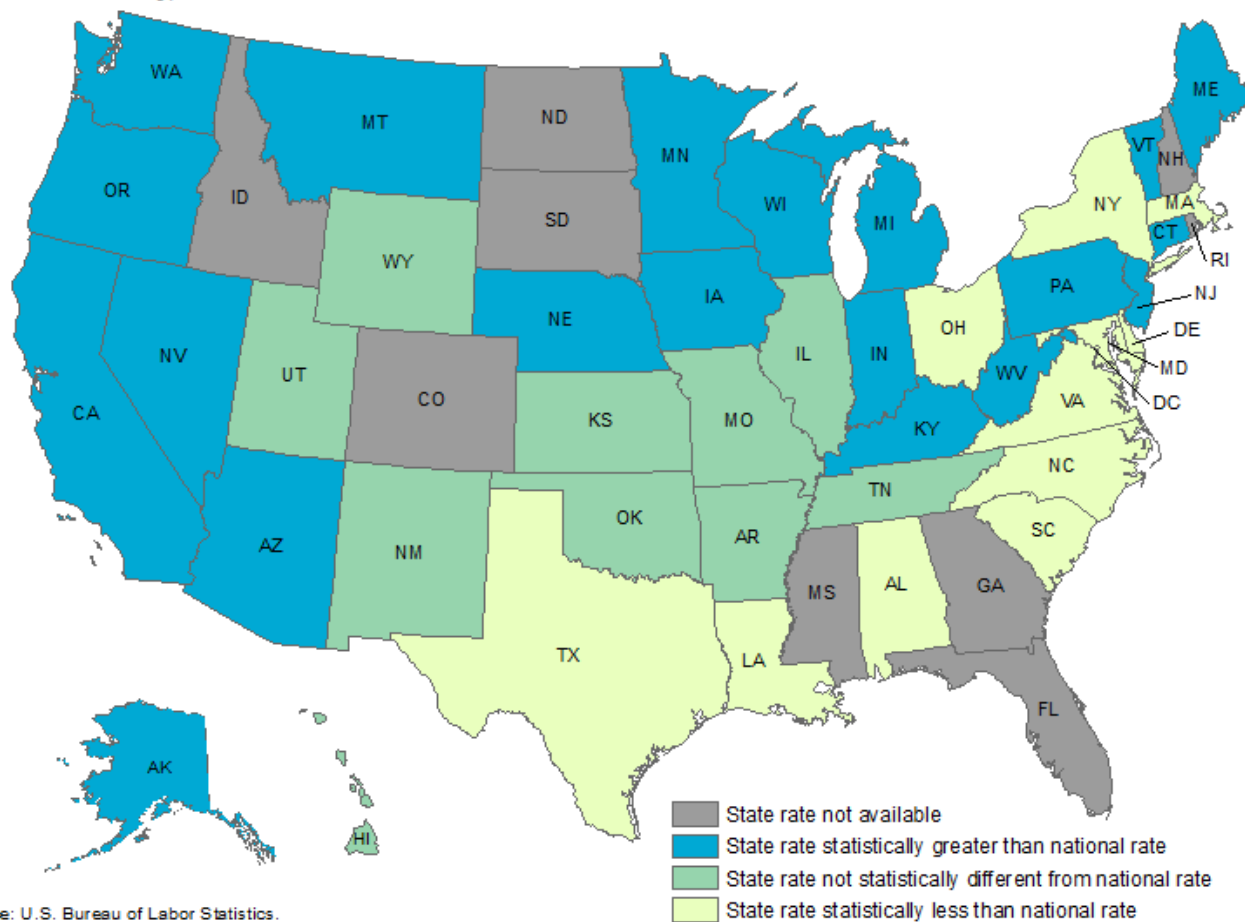 WA
MT
ND
MN
ME
VT
NH
OR
ID
SD
WI
MI
NY
MA
CT
RI
WY
IA
PA
NJ
NE
OH
DE
NV
UT
IL
IN
MD
WV
DC
CA
CO
VA
KS
MO
KY
NC
TN
OK
AR
SC
AZ
NM
MS
AL
GA
TX
LA
FL
AK
HI
State rate not available
State rate statistically greater than national rate
State rate not statistically different from national rate
State rate statistically less than national rate
e: U.S. Bureau of Labor Statistics.